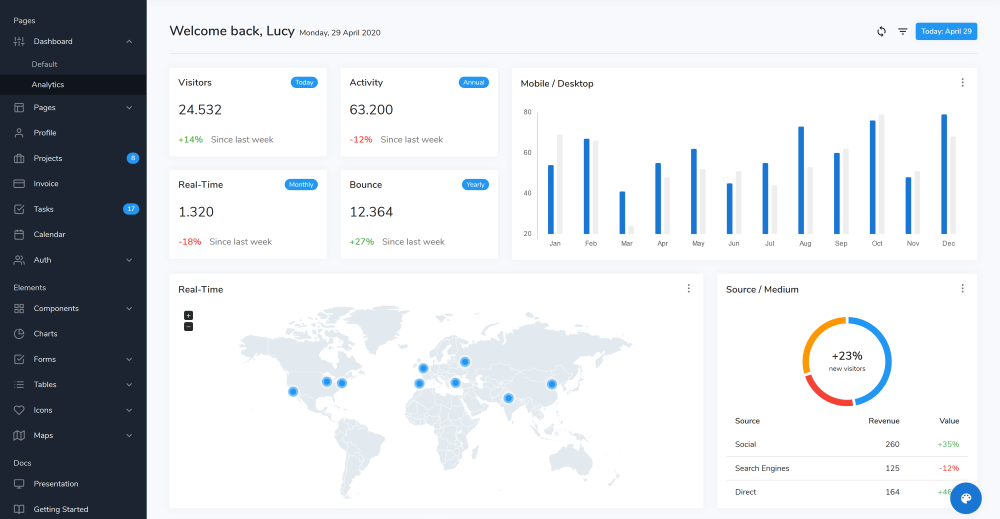 Pages
Dashboard
Default
Analytics
Pages
Profile
Projects 8
Invoice
Tasks 17
Calendar
Auth
Elements
Components
Charts
Forms
Tables
Icons
Maps
Docs
Presentation
Getting Started
Welcome back, Lucy Monday, 29 April 2020
Today: April 29
Visitors Today
24.532
+14% Since last week
Activity Annual
63.200
-12% Since last week
Real-Time Monthly
1.320
-18% Since last week
Bounce Yearly
12.364
+27% Since last week
Mobile / Desktop
80
60
40
20
Jan Feb Mar Apr May Jun Jul Aug Sep Oct Nov Dec
Real-Time
+
−
Source / Medium
+23%
new visitors
Source Revenue Value
Social 260 +35%
Search Engines 125 -12%
Direct 164